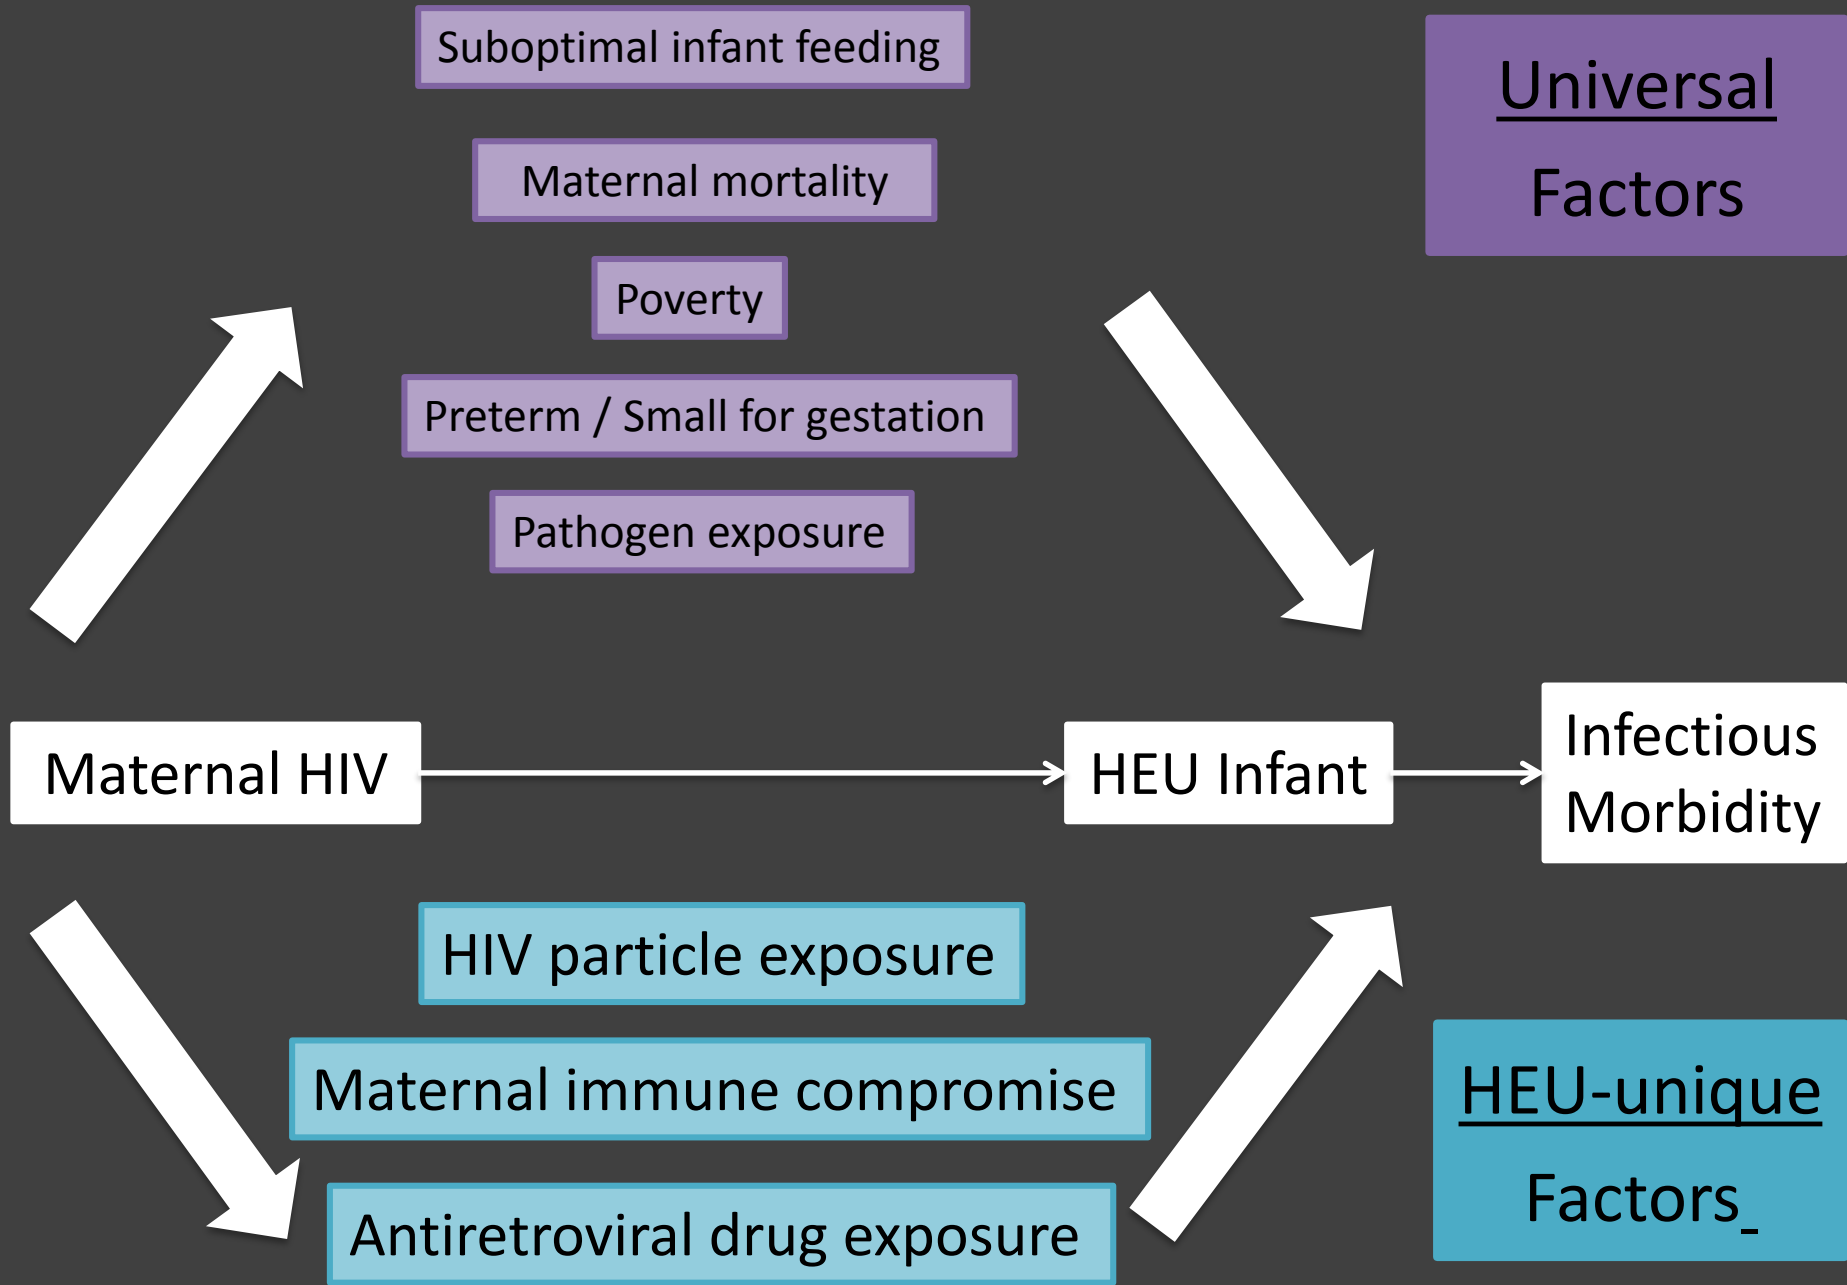 Suboptimal infant feeding
Maternal mortality
Poverty
Preterm / Small for gestation
Pathogen exposure
Universal
Factors
Maternal HIV
HEU Infant
Infectious
Morbidity
HIV particle exposure
Maternal immune compromise
Antiretroviral drug exposure
HEU-unique
Factors